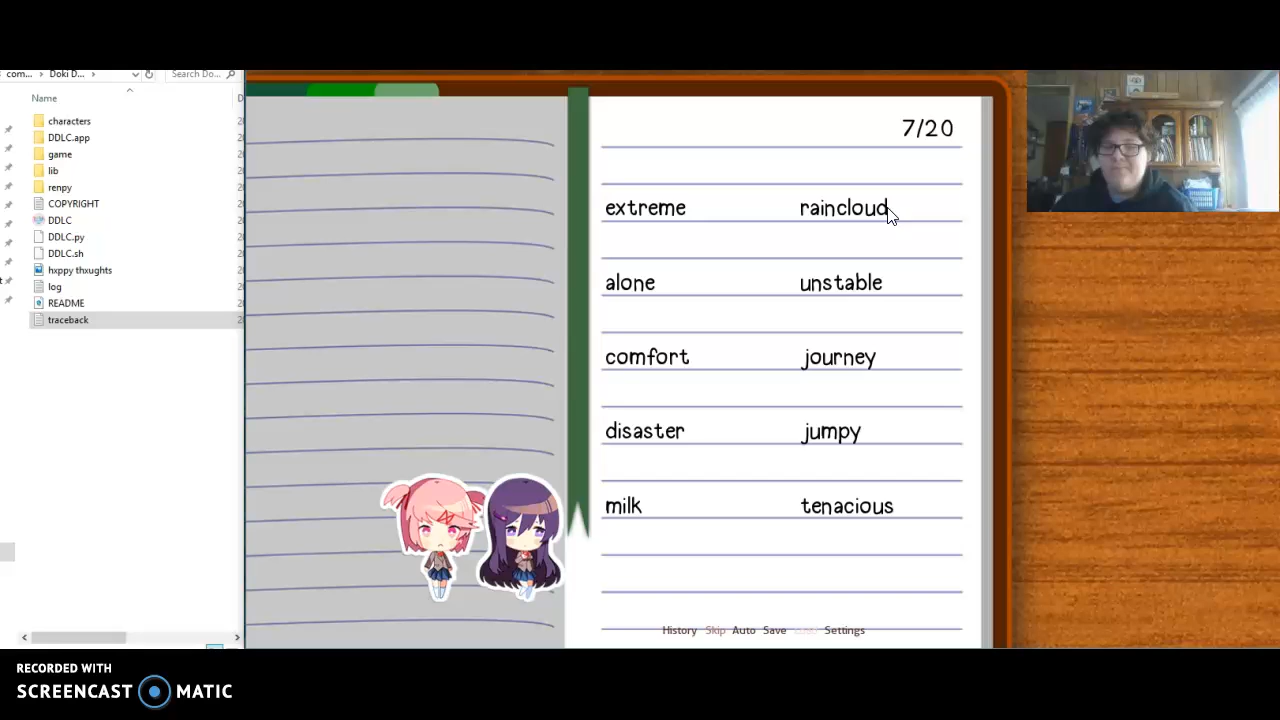 com... > Doki D... Search Do...
Name
characters
DDLC.app
game
lib
renpy
COPYRIGHT
DDLC
DDLC.py
DDLC.sh
hxppy thxughts
log
README
traceback
7/20
extreme raincloud
alone unstable
comfort journey
disaster jumpy
milk tenacious
History Skip Auto Save Load Settings
RECORDED WITH
SCREENCAST MATIC